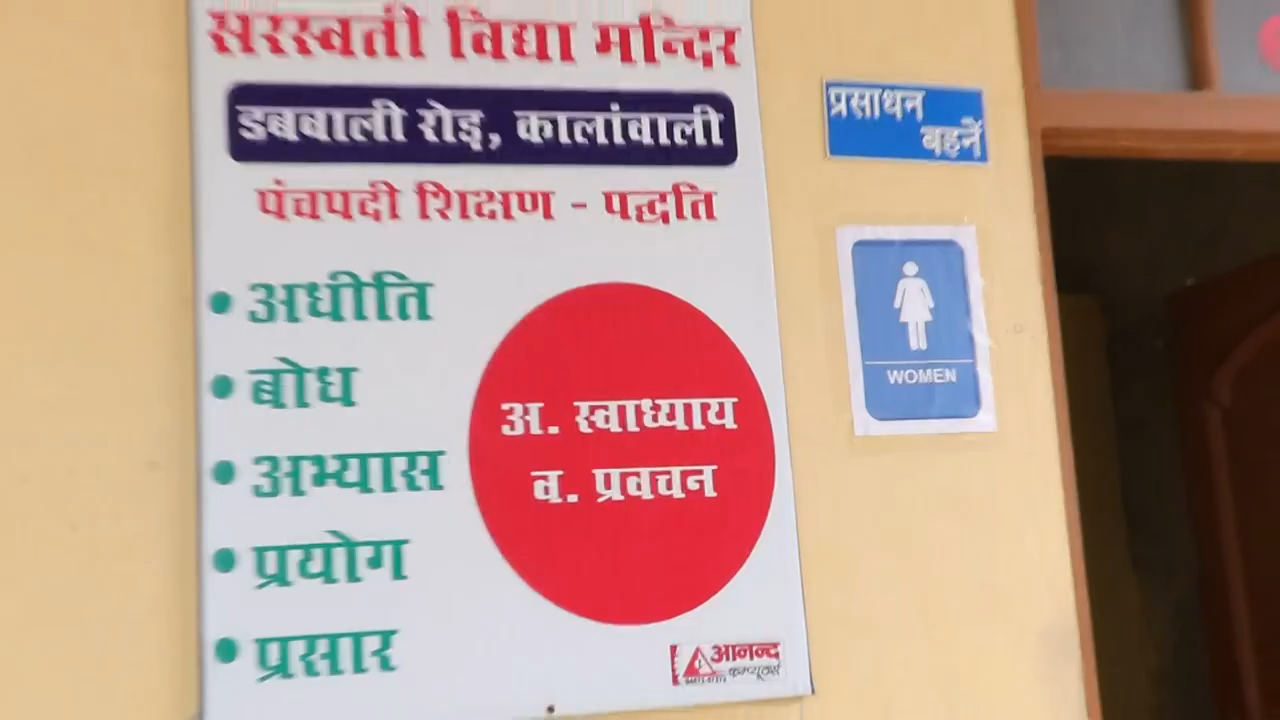 सरस्वती विद्या मन्दिर
डबबाली रोड़, कालांवाली
पंचपदी शिक्षण - पद्धति
• अधीति
• बोध
• अभ्यास
• प्रयोग
• प्रसार
अ. स्वाध्याय
व. प्रवचन
आनन्द
कम्प्यूटर्स
प्रसाधन
बहनें
WOMEN